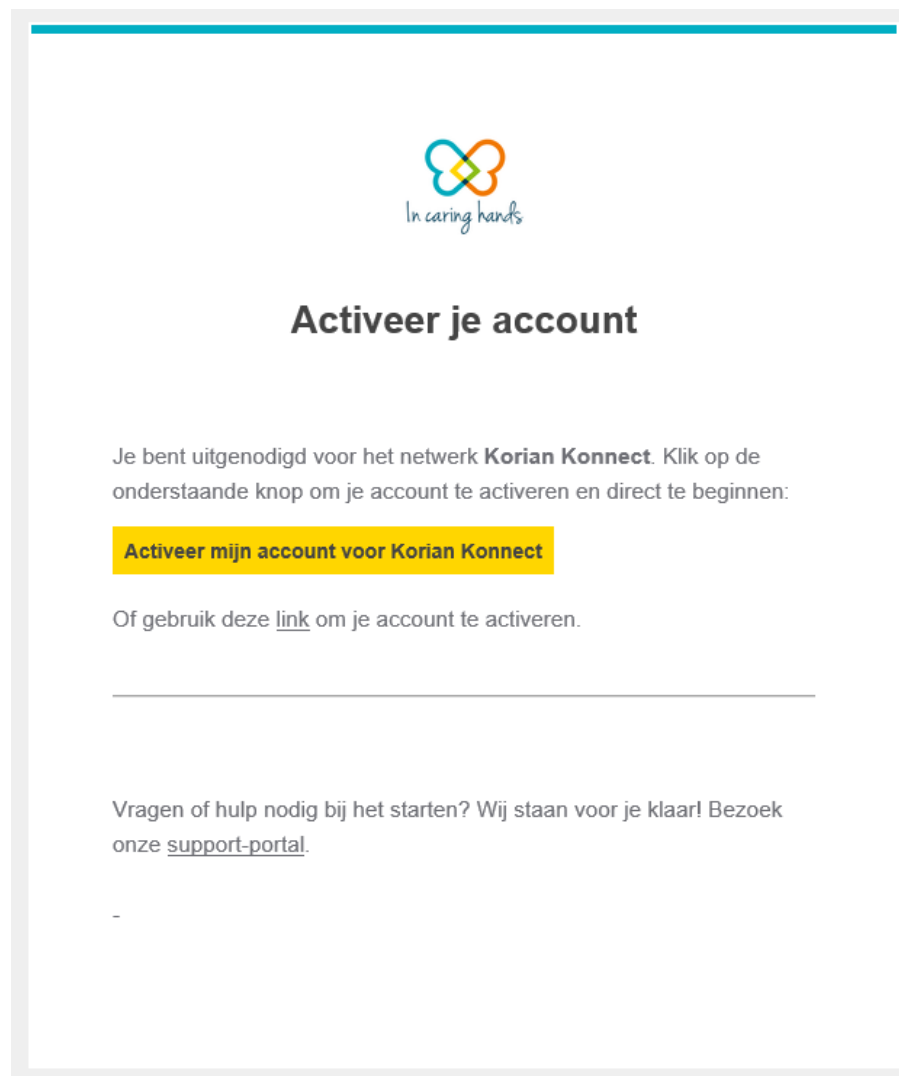 In caring hands
Activeer je account
Je bent uitgenodigd voor het netwerk Korian Konnect. Klik op de
onderstaande knop om je account te activeren en direct te beginnen:
Activeer mijn account voor Korian Konnect
Of gebruik deze link om je account te activeren.
Vragen of hulp nodig bij het starten? Wij staan voor je klaar! Bezoek
onze support-portal.
-